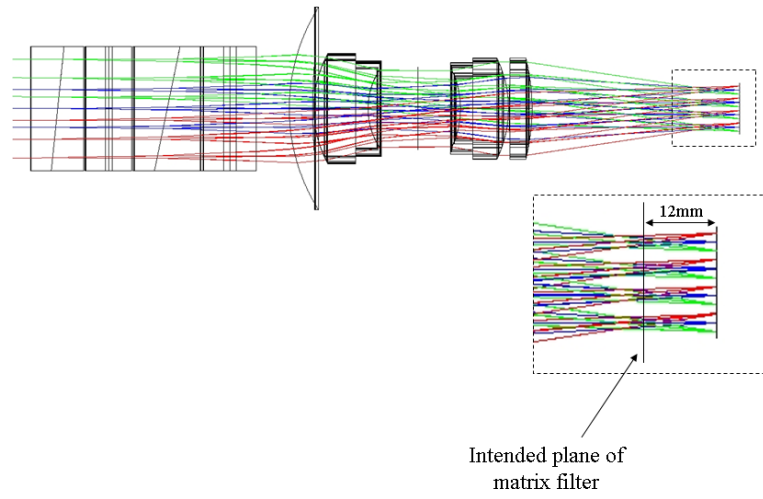 12mm
Intended plane of
matrix filter